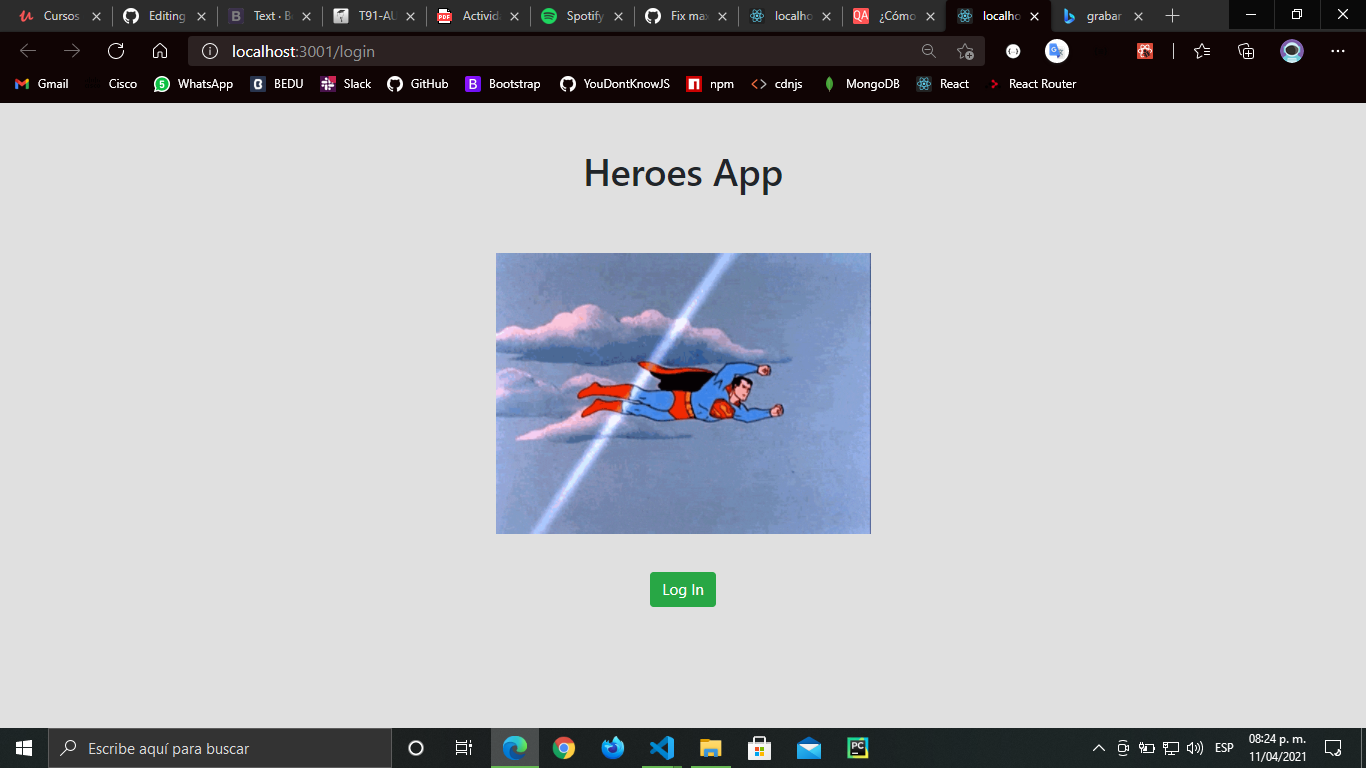 Cursos
Editing
Text · B
T91-AU
Activid
Spotify
Fix max
localho
¿Cómo
localho
grabar
localhost:3001/login
Gmail
Cisco
WhatsApp
BEDU
Slack
GitHub
Bootstrap
YouDontKnowJS
npm
cdnjs
MongoDB
React
React Router
Heroes App
Log In
Escribe aquí para buscar
ESP
08:24 p. m.
11/04/2021